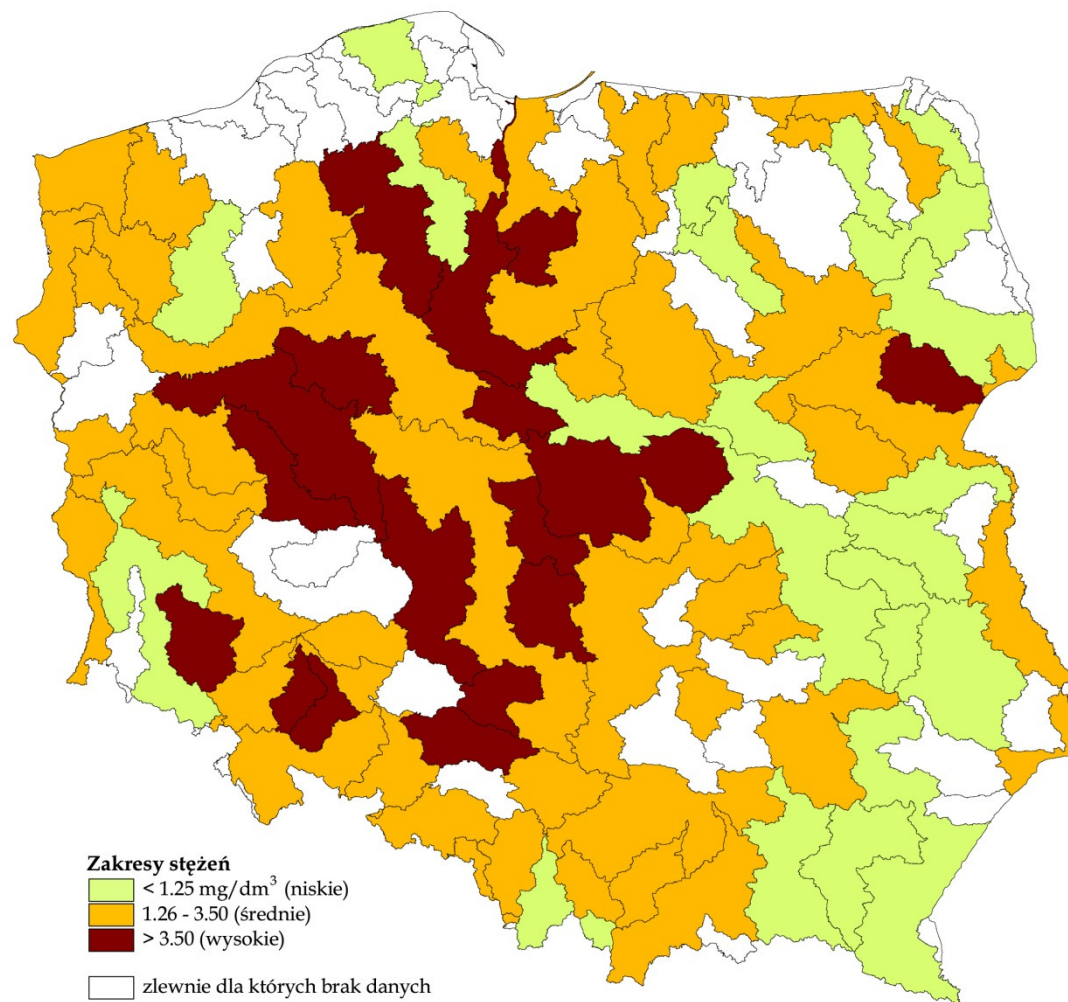 Zakresy stężeń
< 1.25 mg/dm³ (niskie)
1.26 - 3.50 (średnie)
> 3.50 (wysokie)
zlewnie dla których brak danych